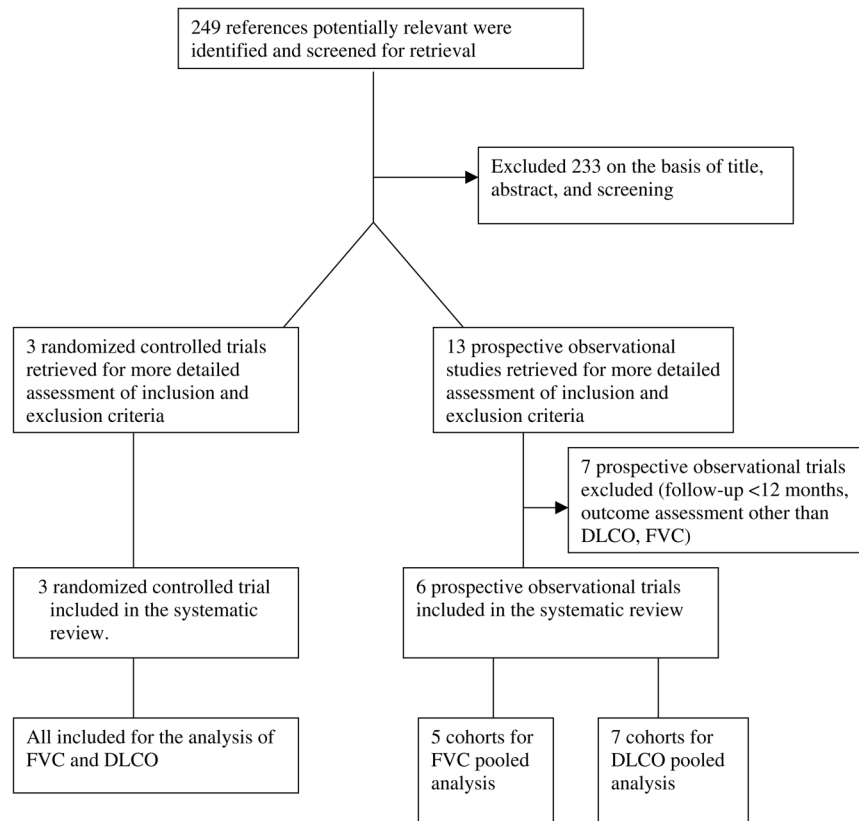 249 references potentially relevant were
identified and screened for retrieval
Excluded 233 on the basis of title,
abstract, and screening
3 randomized controlled trials
retrieved for more detailed
assessment of inclusion and
exclusion criteria
13 prospective observational
studies retrieved for more detailed
assessment of inclusion and
exclusion criteria
7 prospective observational trials
excluded (follow-up <12 months,
outcome assessment other than
DLCO, FVC)
3 randomized controlled trial
included in the systematic
review.
6 prospective observational trials
included in the systematic review
All included for the analysis of
FVC and DLCO
5 cohorts for
FVC pooled
analysis
7 cohorts for
DLCO pooled
analysis